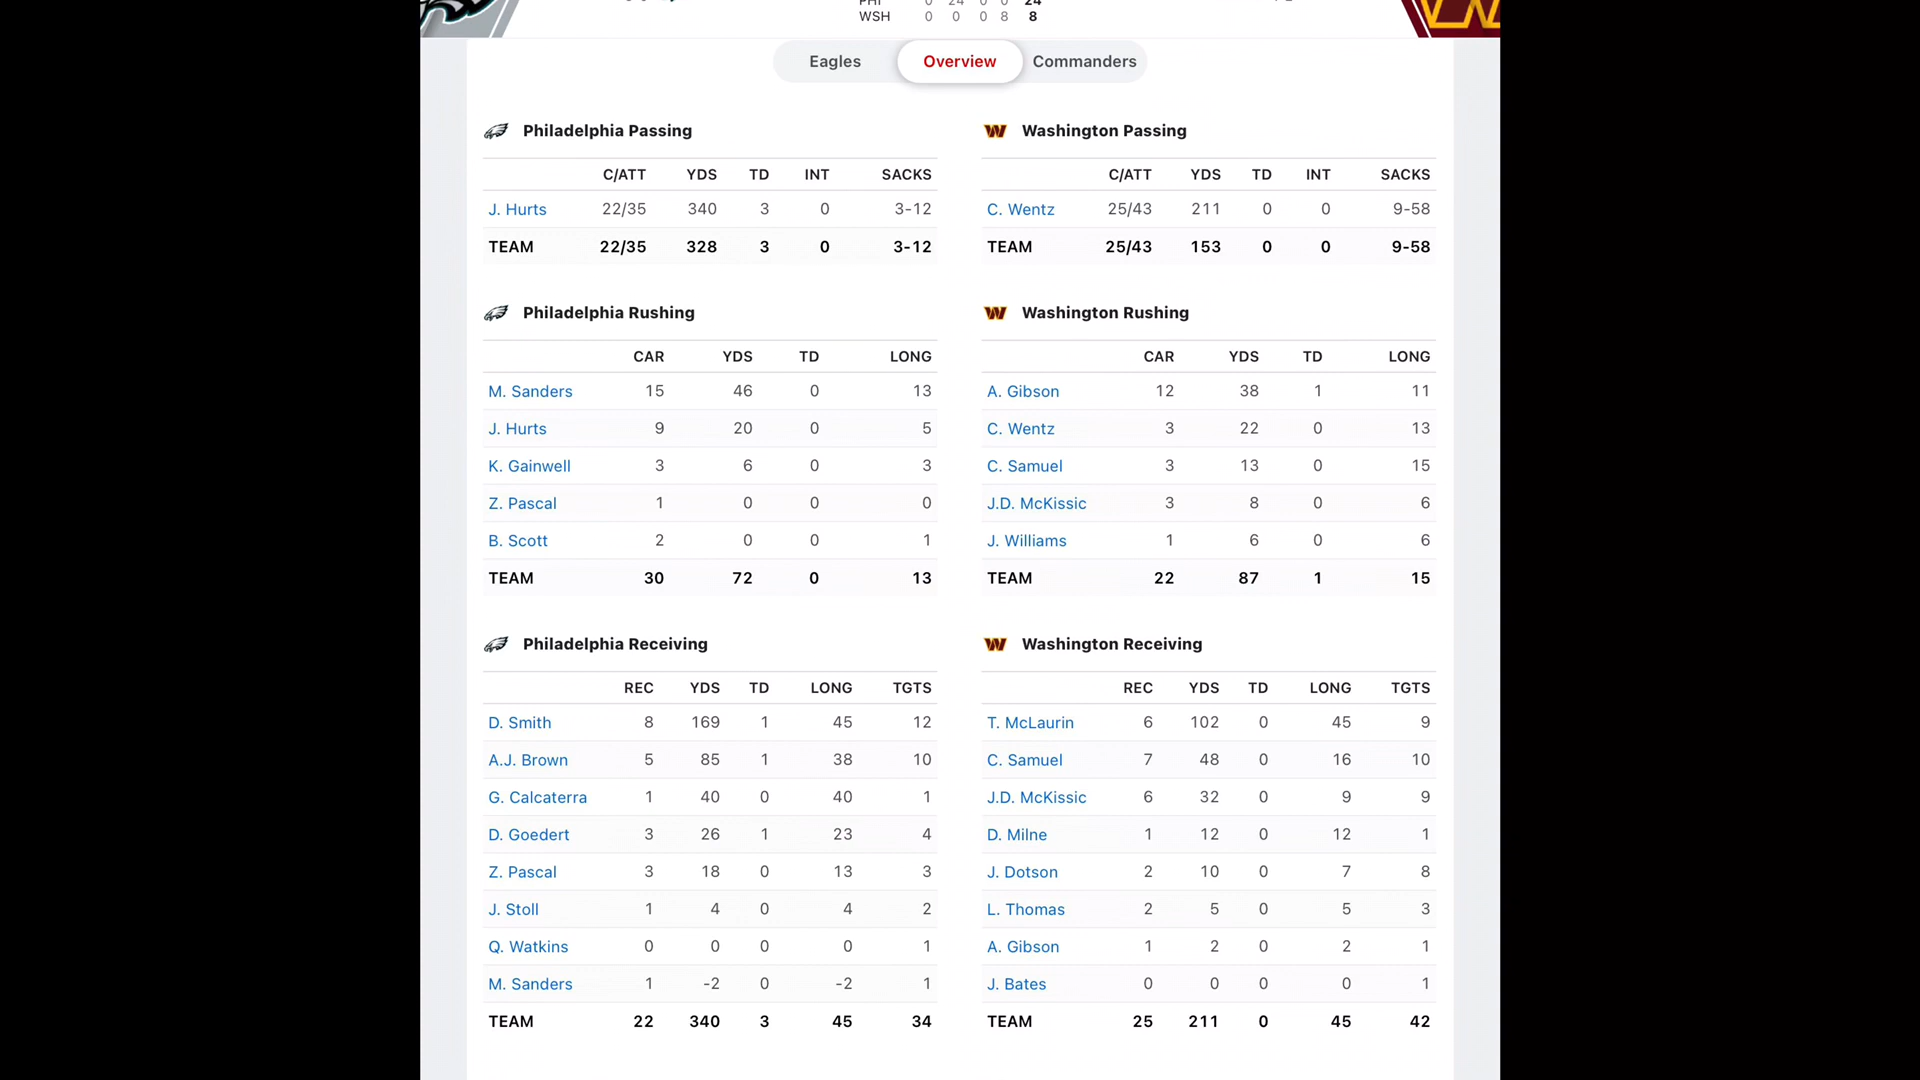 PHI 0 24 0 0 24
WSH 0 0 0 8 8
Eagles Overview Commanders
Philadelphia Passing
C/ATT YDS TD INT SACKS
J. Hurts 22/35 340 3 0 3-12
TEAM 22/35 328 3 0 3-12
Washington Passing
C/ATT YDS TD INT SACKS
C. Wentz 25/43 211 0 0 9-58
TEAM 25/43 153 0 0 9-58
Philadelphia Rushing
CAR YDS TD LONG
M. Sanders 15 46 0 13
J. Hurts 9 20 0 5
K. Gainwell 3 6 0 3
Z. Pascal 1 0 0 0
B. Scott 2 0 0 1
TEAM 30 72 0 13
Washington Rushing
CAR YDS TD LONG
A. Gibson 12 38 1 11
C. Wentz 3 22 0 13
C. Samuel 3 13 0 15
J.D. McKissic 3 8 0 6
J. Williams 1 6 0 6
TEAM 22 87 1 15
Philadelphia Receiving
REC YDS TD LONG TGTS
D. Smith 8 169 1 45 12
A.J. Brown 5 85 1 38 10
G. Calcaterra 1 40 0 40 1
D. Goedert 3 26 1 23 4
Z. Pascal 3 18 0 13 3
J. Stoll 1 4 0 4 2
Q. Watkins 0 0 0 0 1
M. Sanders 1 -2 0 -2 1
TEAM 22 340 3 45 34
Washington Receiving
REC YDS TD LONG TGTS
T. McLaurin 6 102 0 45 9
C. Samuel 7 48 0 16 10
J.D. McKissic 6 32 0 9 9
D. Milne 1 12 0 12 1
J. Dotson 2 10 0 7 8
L. Thomas 2 5 0 5 3
A. Gibson 1 2 0 2 1
J. Bates 0 0 0 0 1
TEAM 25 211 0 45 42